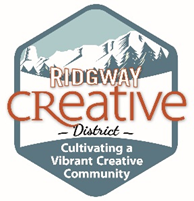 RIDGWAY
CREATIVE
– District –
Cultivating a
Vibrant Creative
Community